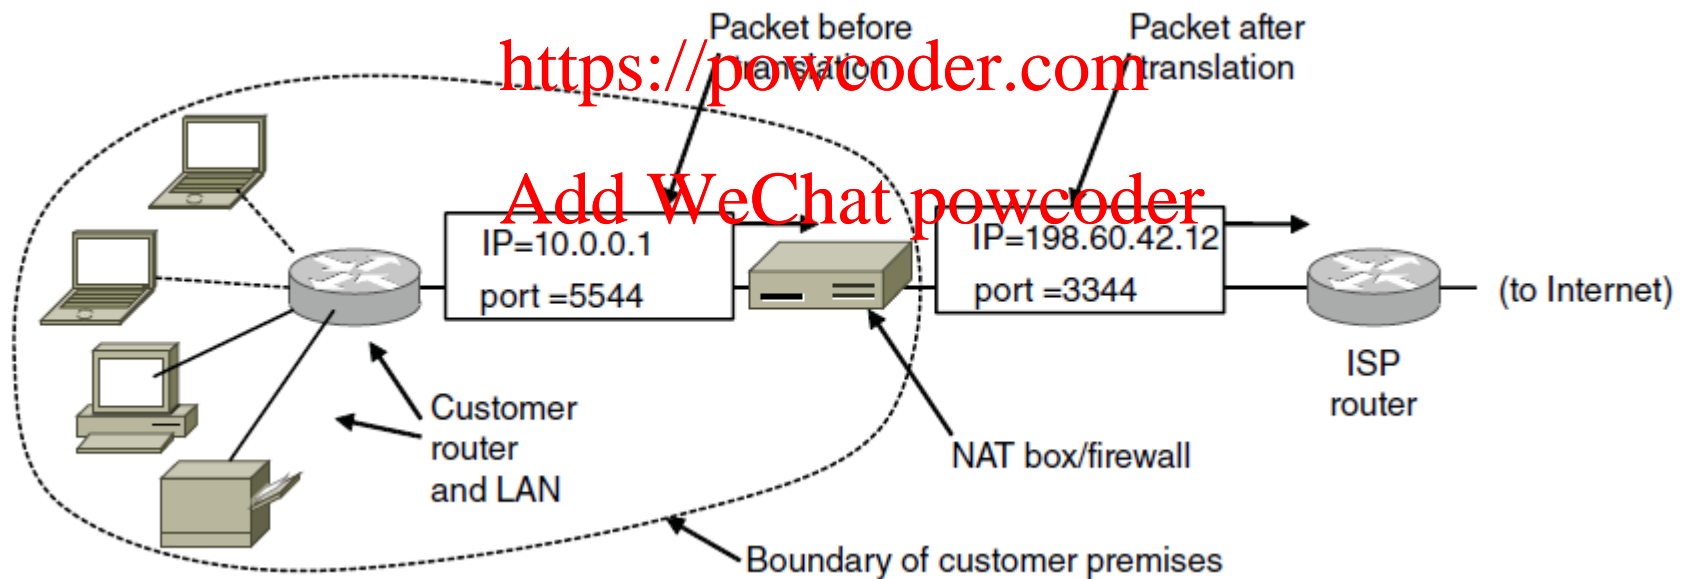 Packet before
translation
Packet after
translation
https://powcoder.com
Add WeChat powcoder
IP=10.0.0.1
port =5544
IP=198.60.42.12
port =3344
(to Internet)
ISP
router
Customer
router
and LAN
NAT box/firewall
Boundary of customer premises